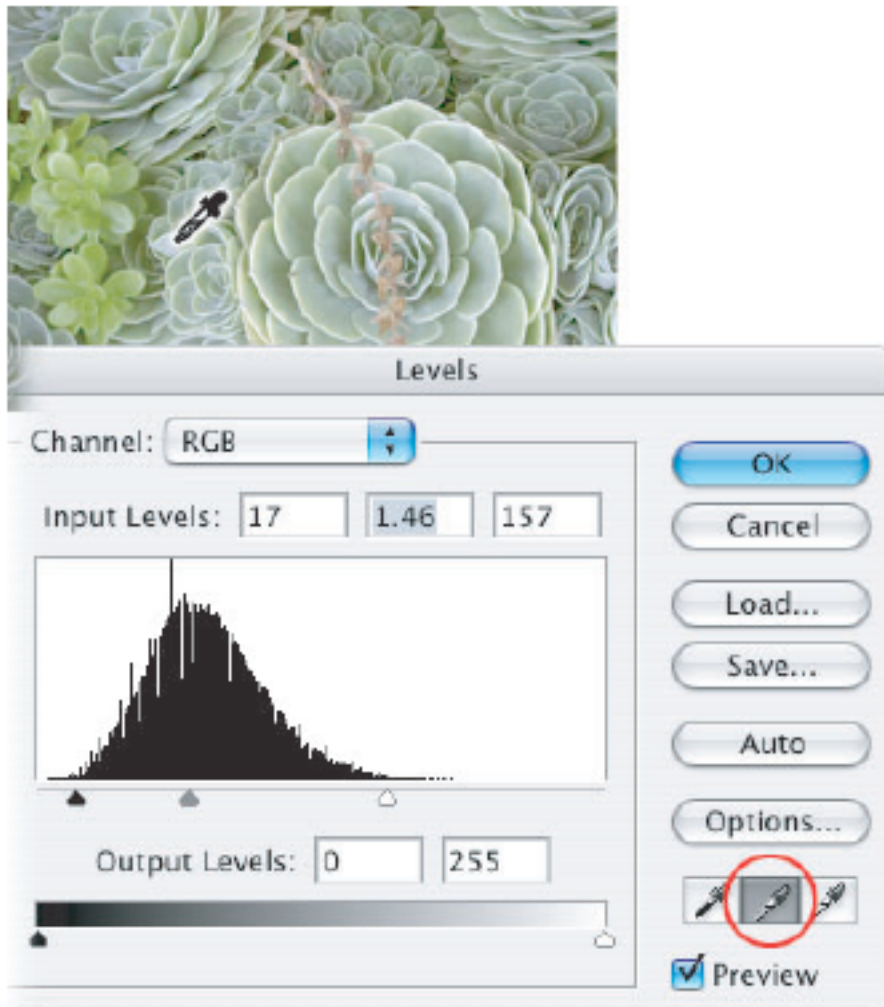 Levels
Channel: RGB
Input Levels: 17 1.46 157
Output Levels: 0 255
OK
Cancel
Load...
Save...
Auto
Options...
Preview